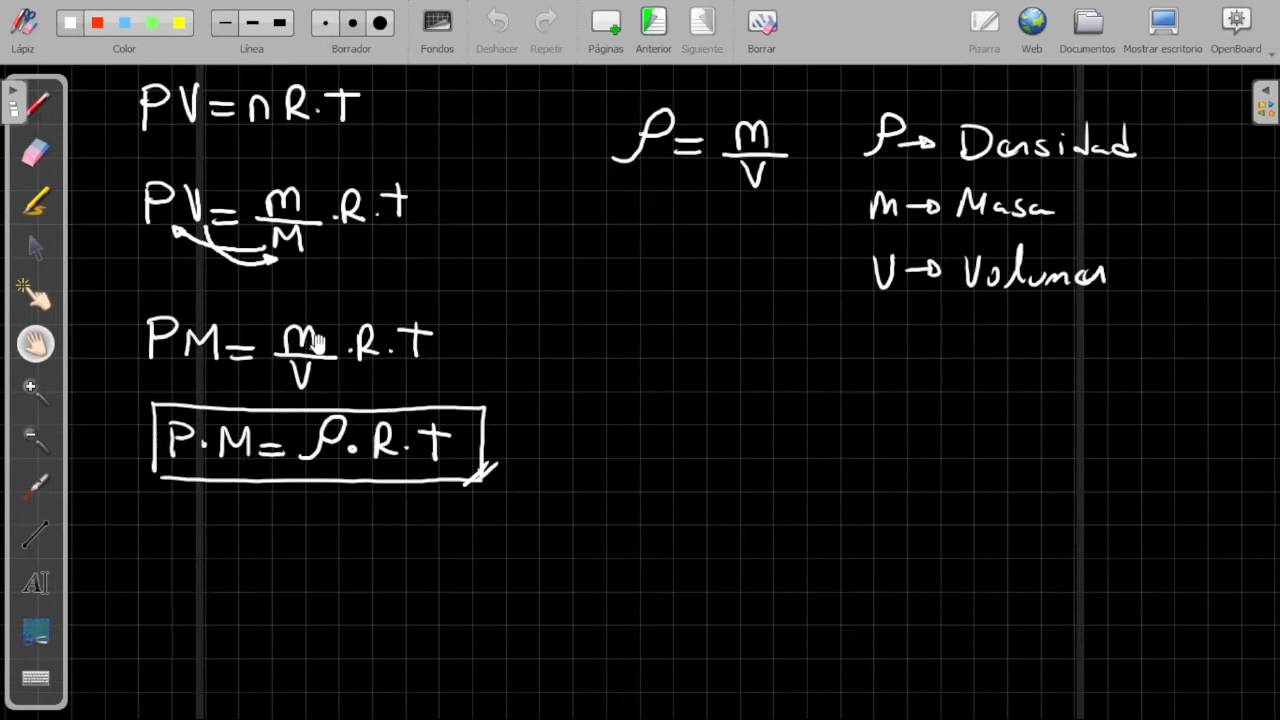 Lápiz Color Línea Borrador Fondos Deshacer Repetir Páginas Anterior Siguiente Borrar Pizarra Web Documentos Mostrar escritorio OpenBoard
PV = n R.T
PV = m/M .R.T
PM = m/V .R.T
P.M = ρ.R.T
ρ = m/V
ρ → Densidad
m → Masa
V → Volumen
AI